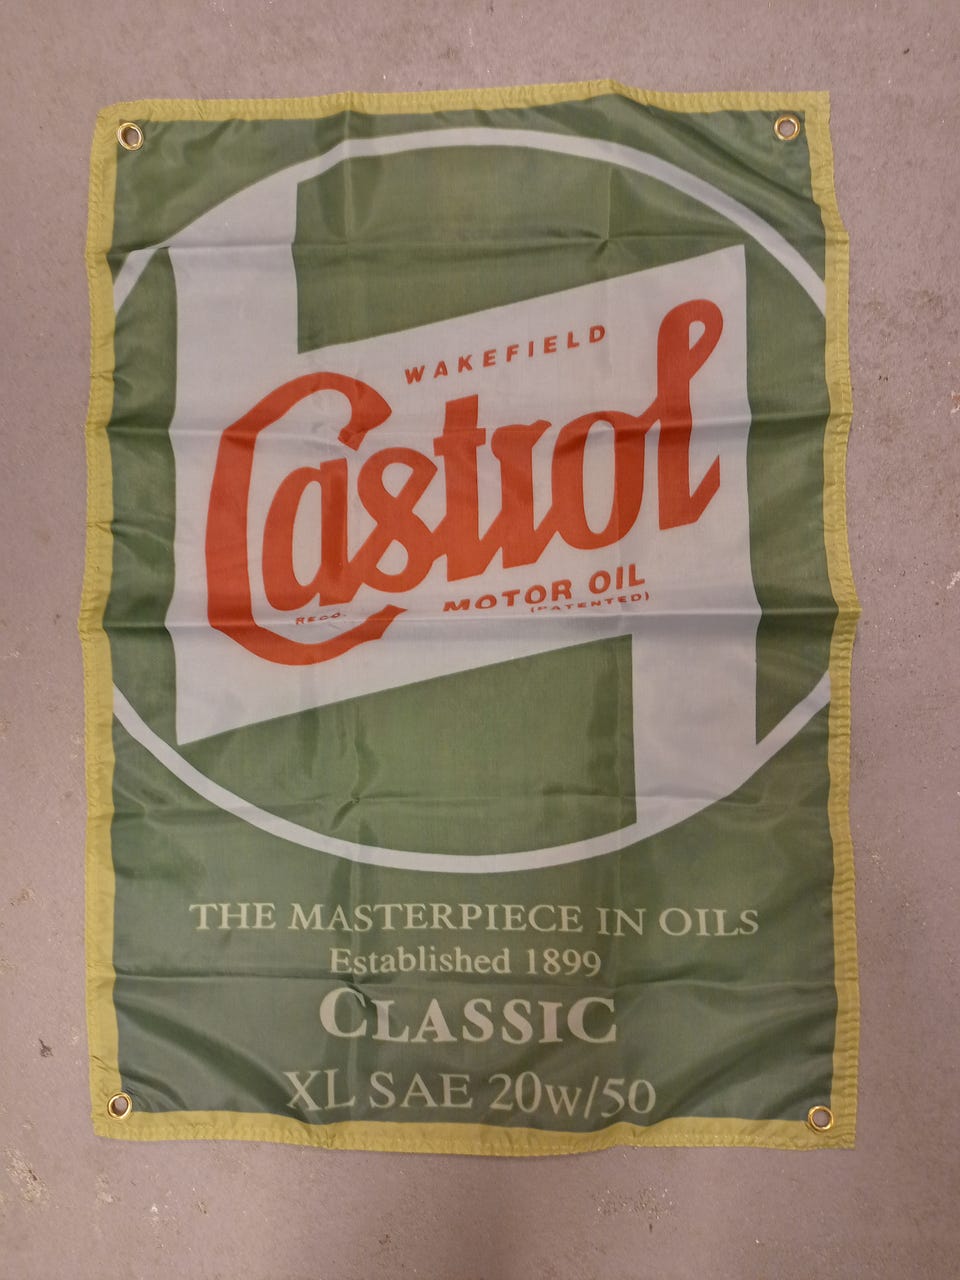 WAKEFIELD
Castrol
REGD.
MOTOR OIL
(PATENTED)
THE MASTERPIECE IN OILS
Established 1899
CLASSIC
XL SAE 20w/50